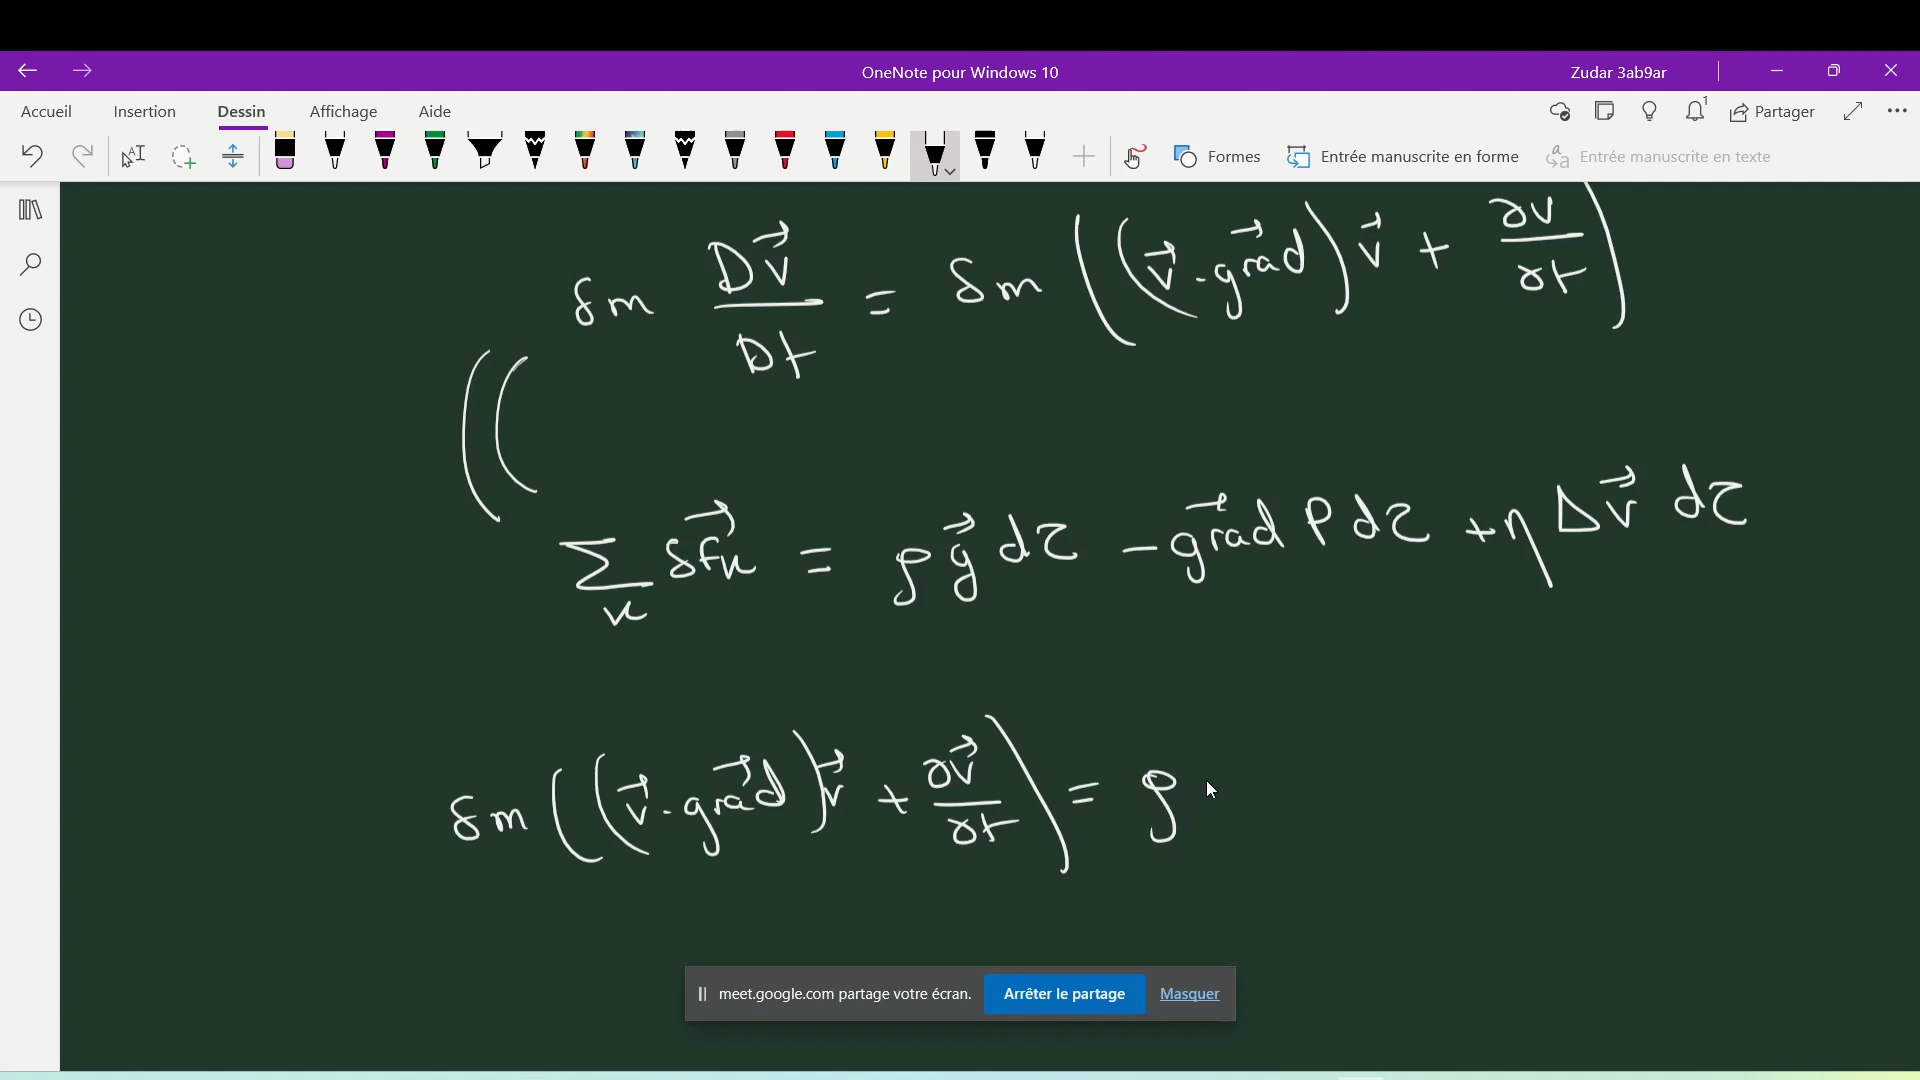 OneNote pour Windows 10
Zudar 3ab9ar
Accueil Insertion Dessin Affichage Aide
1
Partager
Formes Entrée manuscrite en forme Entrée manuscrite en texte
δm Dv⃗/Dt = δm ((v⃗ · grad⃗) v⃗ + ∂v/∂t)
((
∑ₖ δf⃗ₖ = ρ g⃗ dτ - grad⃗ P dτ + η Δv⃗ dτ
δm ((v⃗ · grad⃗) v⃗ + ∂v⃗/∂t) = ρ
meet.google.com partage votre écran. Arrêter le partage Masquer